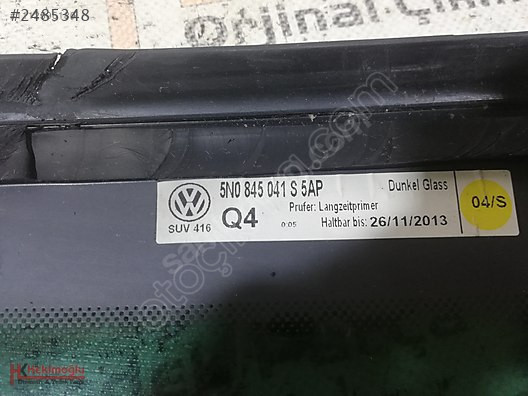 #2485348
5N0 845 041 S 5AP
Dunkel Glass
Prufer: Langzeitprimer
04/S
SUV 416
Q4
0:05
Haltbar bis: 26/11/2013